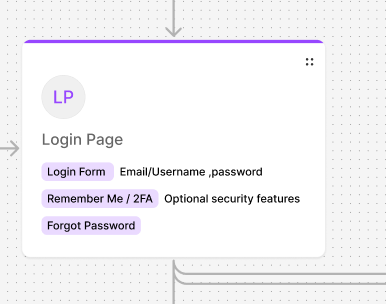 LP
Login Page
Login Form Email/Username ,password
Remember Me / 2FA Optional security features
Forgot Password